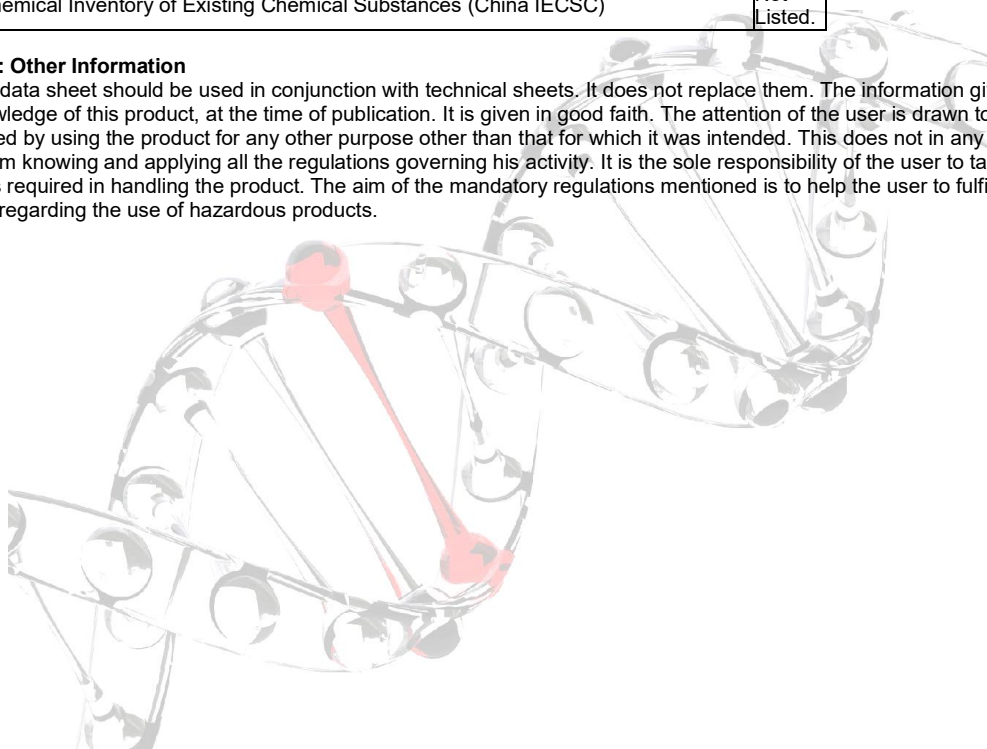 emical Inventory of Existing Chemical Substances (China IECSC)
Listed.
: Other Information
data sheet should be used in conjunction with technical sheets. It does not replace them. The information gi
wledge of this product, at the time of publication. It is given in good faith. The attention of the user is drawn to
ed by using the product for any other purpose other than that for which it was intended. This does not in any
m knowing and applying all the regulations governing his activity. It is the sole responsibility of the user to ta
s required in handling the product. The aim of the mandatory regulations mentioned is to help the user to fulfi
regarding the use of hazardous products.